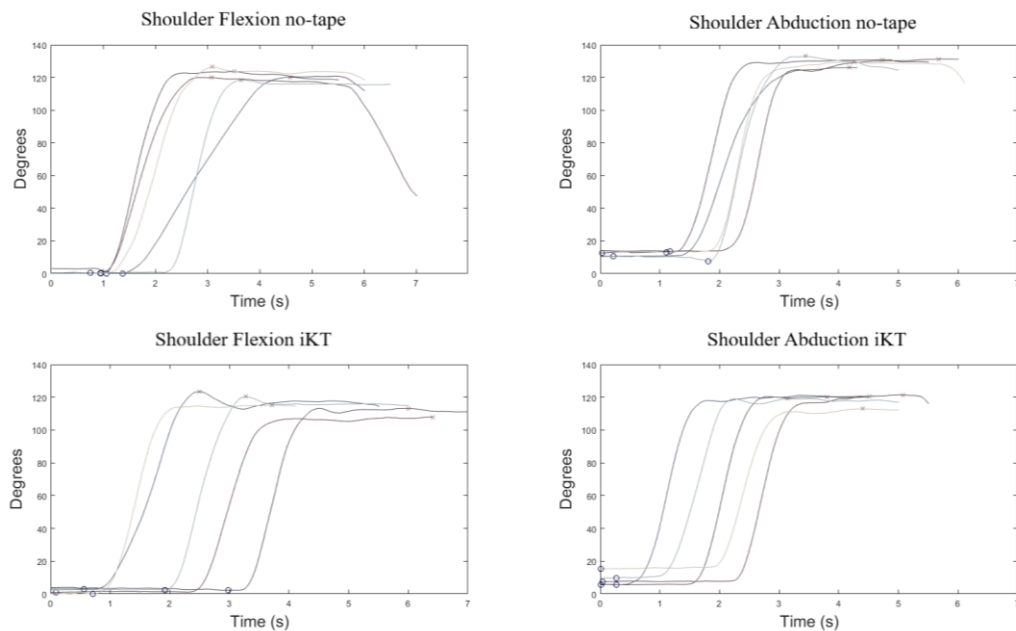 Shoulder Flexion no-tape
Degrees
140
120
100
80
60
40
20
0
0 1 2 3 4 5 6 7 8
Time (s)
Shoulder Abduction no-tape
Degrees
140
120
100
80
60
40
20
0
0 1 2 3 4 5 6 7
Time (s)
Shoulder Flexion iKT
Degrees
140
120
100
80
60
40
20
0
0 1 2 3 4 5 6 7
Time (s)
Shoulder Abduction iKT
Degrees
140
120
100
80
60
40
20
0
0 1 2 3 4 5 6 7
Time (s)